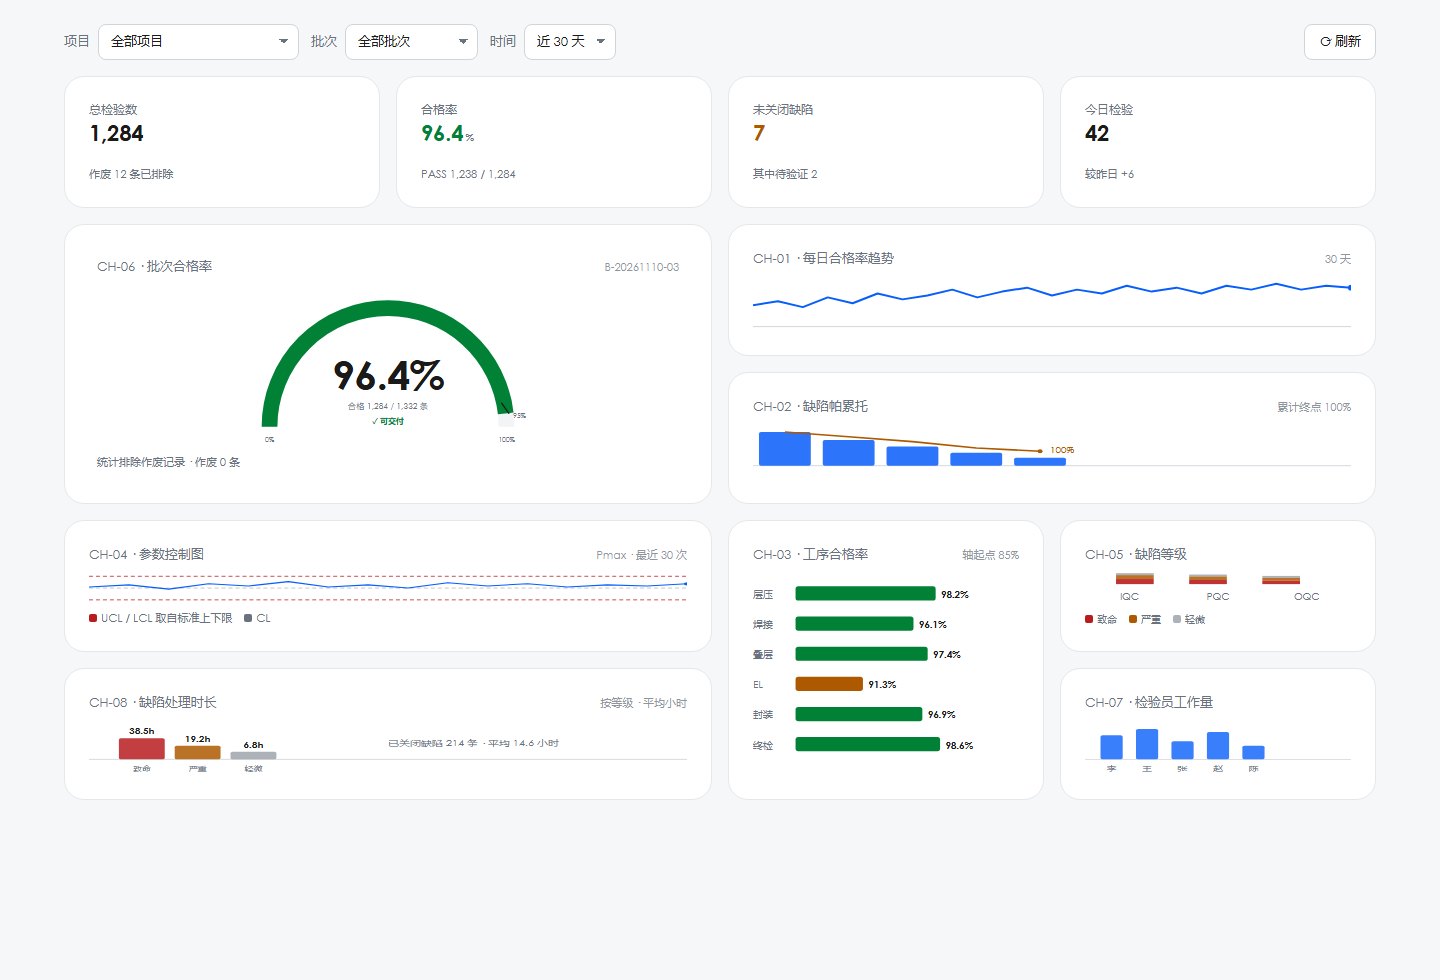 项目 全部项目 批次 全部批次 时间 近 30 天 刷新
总检验数
1,284
作废 12 条已排除
合格率
96.4%
PASS 1,238 / 1,284
未关闭缺陷
7
其中待验证 2
今日检验
42
较昨日 +6
CH-06 · 批次合格率 B-20261110-03
96.4%
合格 1,284 / 1,332 条
✓ 可交付
95%
0% 100%
统计排除作废记录 · 作废 0 条
CH-01 · 每日合格率趋势 30 天
CH-02 · 缺陷帕累托 累计终点 100%
100%
CH-04 · 参数控制图 Pmax · 最近 30 次
UCL / LCL 取自标准上下限 CL
CH-03 · 工序合格率 轴起点 85%
层压 98.2%
焊接 96.1%
叠层 97.4%
EL 91.3%
封装 96.9%
终检 98.6%
CH-05 · 缺陷等级
IQC PQC OQC
致命 严重 轻微
CH-08 · 缺陷处理时长 按等级 · 平均小时
38.5h 19.2h 6.8h
已关闭缺陷 214 条 · 平均 14.6 小时
致命 严重 轻微
CH-07 · 检验员工作量
李 王 张 赵 陈